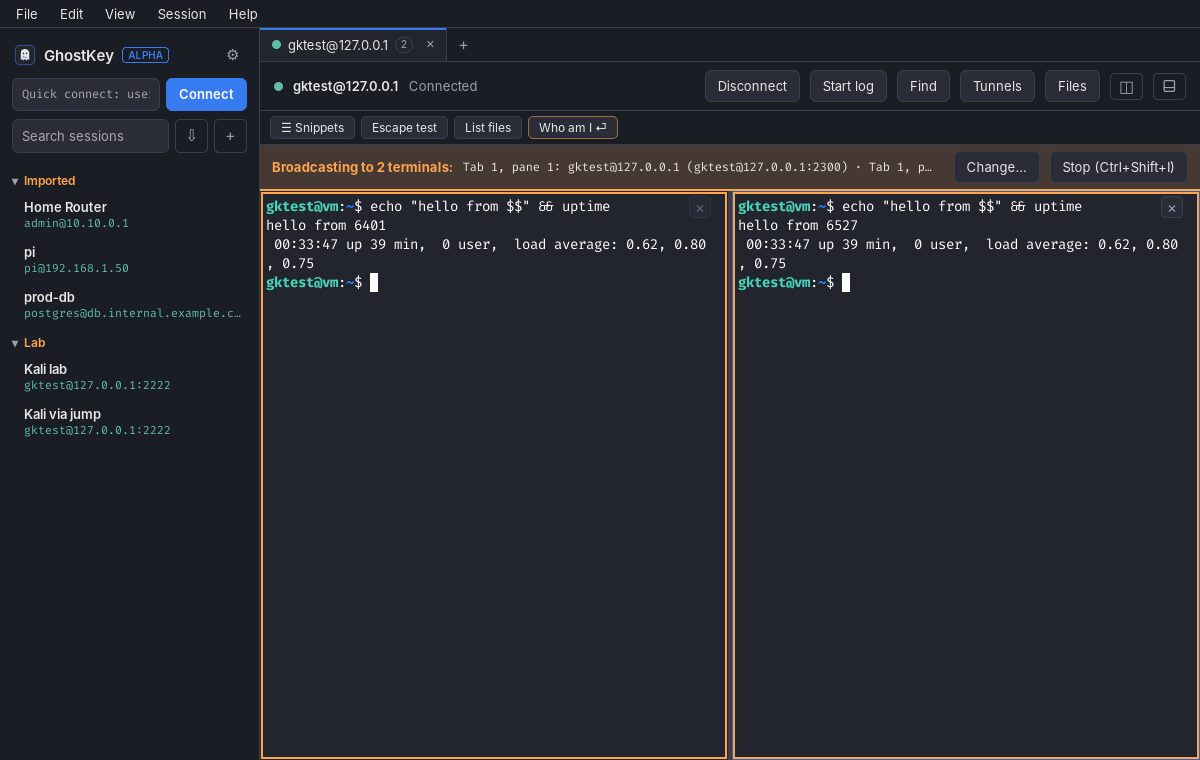 File Edit View Session Help
GhostKey ALPHA
Quick connect: use
Connect
Search sessions
Imported
Home Router
admin@10.10.0.1
pi
pi@192.168.1.50
prod-db
postgres@db.internal.example.c…
Lab
Kali lab
gktest@127.0.0.1:2222
Kali via jump
gktest@127.0.0.1:2222
gktest@127.0.0.1 2 × +
gktest@127.0.0.1 Connected
Disconnect Start log Find Tunnels Files
☰ Snippets Escape test List files Who am I ⏎
Broadcasting to 2 terminals: Tab 1, pane 1: gktest@127.0.0.1 (gktest@127.0.0.1:2300) · Tab 1, p… Change... Stop (Ctrl+Shift+I)
gktest@vm:~$ echo "hello from $$" && uptime
hello from 6401
00:33:47 up 39 min, 0 user, load average: 0.62, 0.80
, 0.75
gktest@vm:~$
gktest@vm:~$ echo "hello from $$" && uptime
hello from 6527
00:33:47 up 39 min, 0 user, load average: 0.62, 0.80
, 0.75
gktest@vm:~$